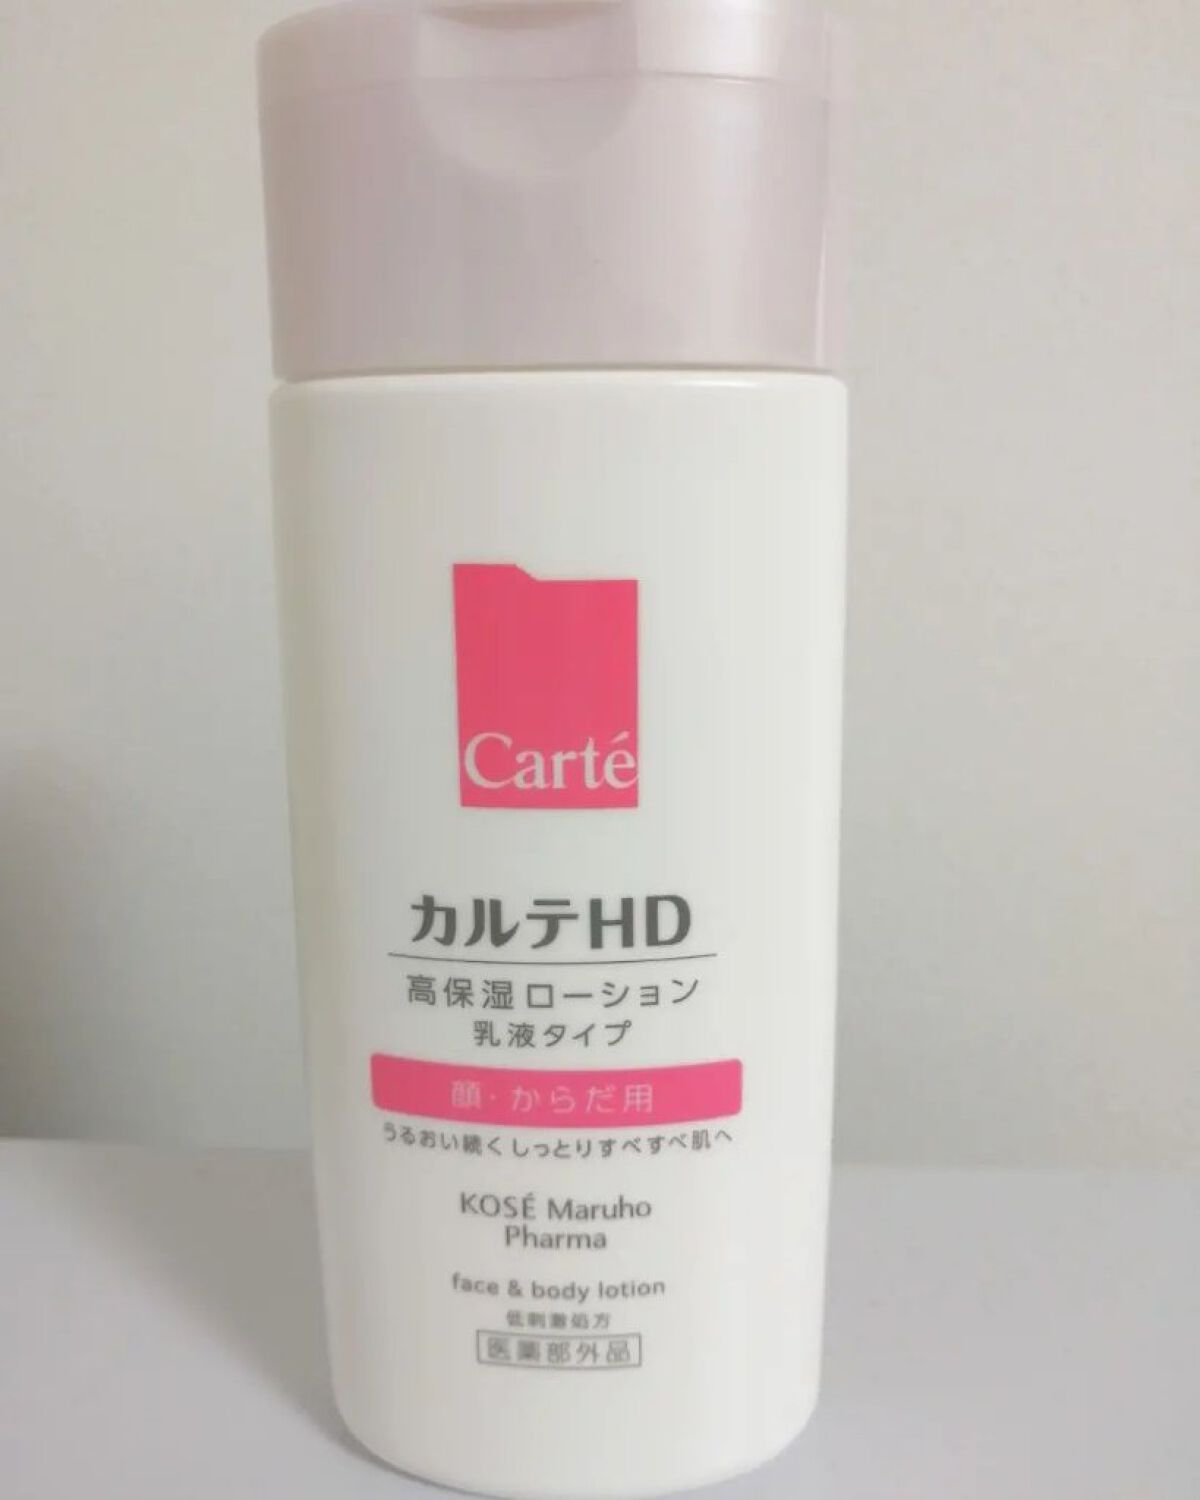 Carté
カルテHD
高保湿ローション
乳液タイプ
顔・からだ用
うるおい続くしっとりすべすべ肌へ
KOSÉ Maruho
Pharma
face & body lotion
低刺激処方
医薬部外品